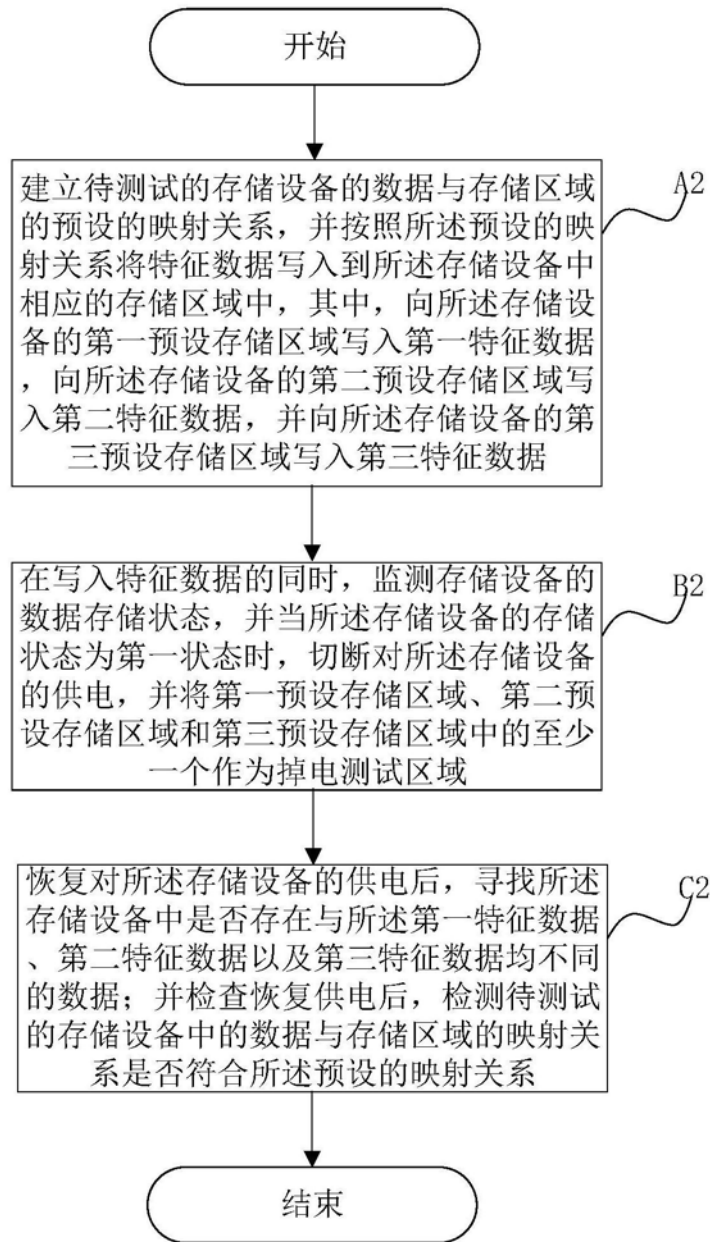 开始
建立待测试的存储设备的数据与存储区域
的预设的映射关系，并按照所述预设的映
射关系将特征数据写入到所述存储设备中
相应的存储区域中，其中，向所述存储设
备的第一预设存储区域写入第一特征数据
，向所述存储设备的第二预设存储区域写
入第二特征数据，并向所述存储设备的第
三预设存储区域写入第三特征数据
A2
在写入特征数据的同时，监测存储设备的
数据存储状态，并当所述存储设备的存储
状态为第一状态时，切断对所述存储设备
的供电，并将第一预设存储区域、第二预
设存储区域和第三预设存储区域中的至少
一个作为掉电测试区域
B2
恢复对所述存储设备的供电后，寻找所述
存储设备中是否存在与所述第一特征数据
、第二特征数据以及第三特征数据均不同
的数据；并检查恢复供电后，检测待测试
的存储设备中的数据与存储区域的映射关
系是否符合所述预设的映射关系
C2
结束